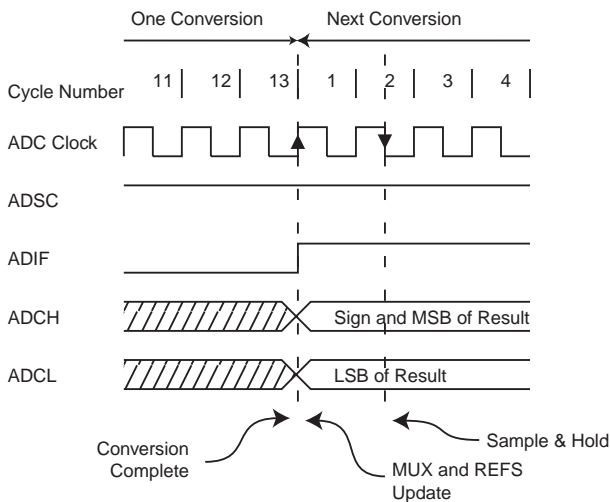 One Conversion Next Conversion
Cycle Number 11 12 13 1 2 3 4
ADC Clock
ADSC
ADIF
ADCH Sign and MSB of Result
ADCL LSB of Result
Conversion
Complete
MUX and REFS
Update
Sample & Hold